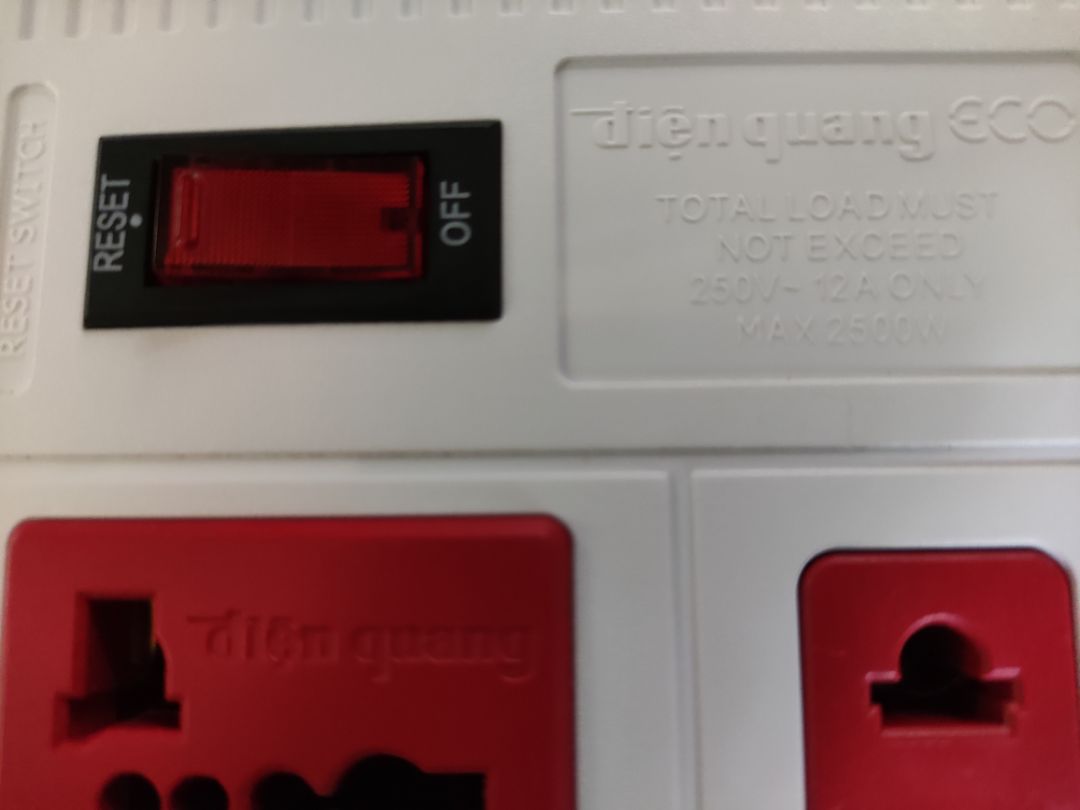 RESET SWITCH
RESET
OFF
điện quang ECO
TOTAL LOAD MUST
NOT EXCEED
250V~ 12A ONLY
MAX 2500W
điện quang